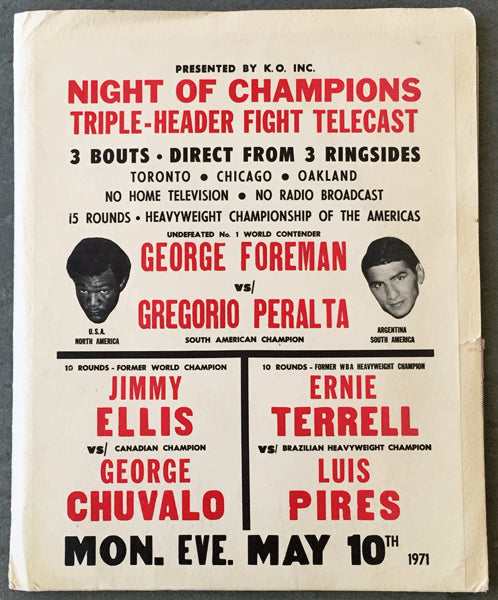 PRESENTED BY K.O. INC.
NIGHT OF CHAMPIONS
TRIPLE-HEADER FIGHT TELECAST
3 BOUTS • DIRECT FROM 3 RINGSIDES
TORONTO • CHICAGO • OAKLAND
NO HOME TELEVISION • NO RADIO BROADCAST
15 ROUNDS • HEAVYWEIGHT CHAMPIONSHIP OF THE AMERICAS
UNDEFEATED No. 1 WORLD CONTENDER
GEORGE FOREMAN
vs/
GREGORIO PERALTA
SOUTH AMERICAN CHAMPION
U.S.A.
NORTH AMERICA
ARGENTINA
SOUTH AMERICA
10 ROUNDS - FORMER WORLD CHAMPION
JIMMY
ELLIS
vs/ CANADIAN CHAMPION
GEORGE
CHUVALO
10 ROUNDS - FORMER WBA HEAVYWEIGHT CHAMPION
ERNIE
TERRELL
vs/ BRAZILIAN HEAVYWEIGHT CHAMPION
LUIS
PIRES
MON. EVE. MAY 10TH 1971